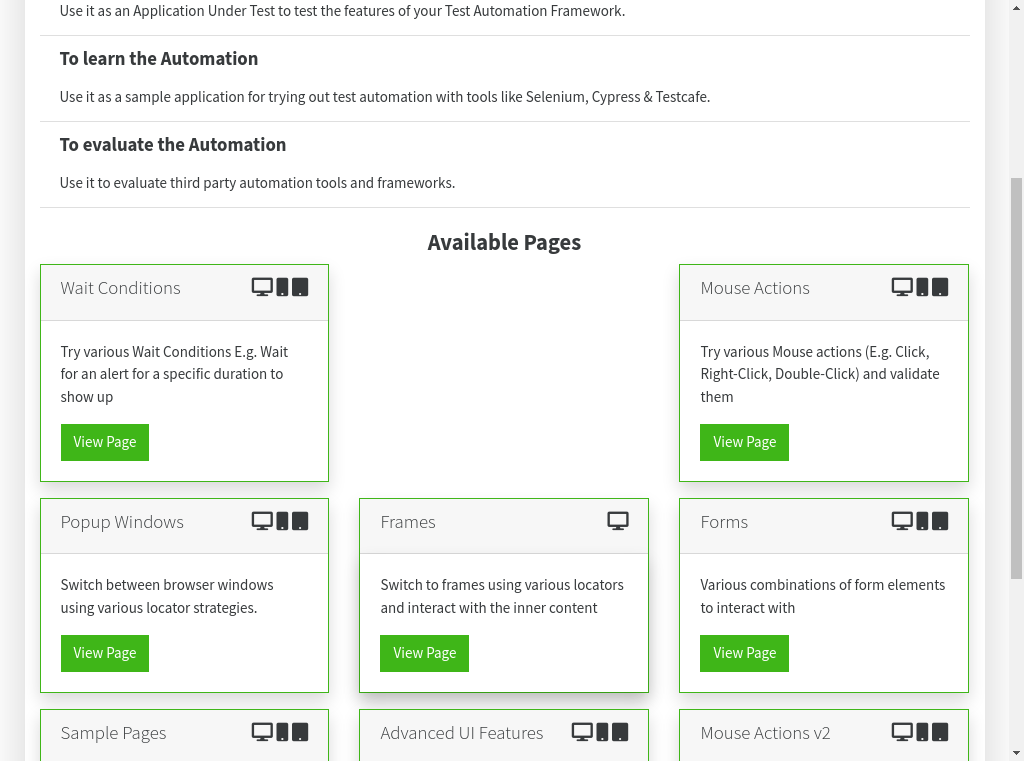 Use it as an Application Under Test to test the features of your Test Automation Framework.
To learn the Automation
Use it as a sample application for trying out test automation with tools like Selenium, Cypress & Testcafe.
To evaluate the Automation
Use it to evaluate third party automation tools and frameworks.
Available Pages
Wait Conditions
Try various Wait Conditions E.g. Wait
for an alert for a specific duration to
show up
View Page
Mouse Actions
Try various Mouse actions (E.g. Click,
Right-Click, Double-Click) and validate
them
View Page
Popup Windows
Switch between browser windows
using various locator strategies.
View Page
Frames
Switch to frames using various locators
and interact with the inner content
View Page
Forms
Various combinations of form elements
to interact with
View Page
Sample Pages
Advanced UI Features
Mouse Actions v2